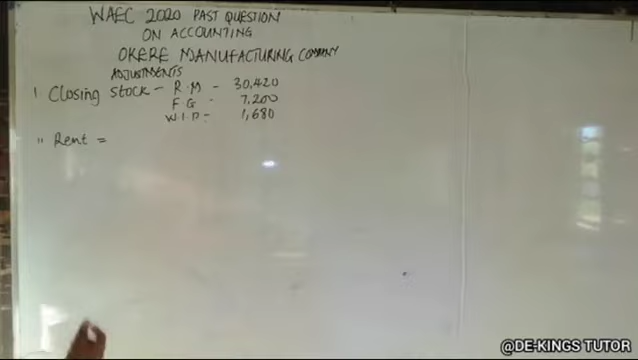 WAEC 2020 PAST QUESTION
ON ACCOUNTING
OKERE MANUFACTURING COMPANY
ADJUSTMENTS
I Closing stock - R.M - 30,420
F.G - 7,200
W.I.P - 1,680
II Rent =
@DE-KINGS TUTOR